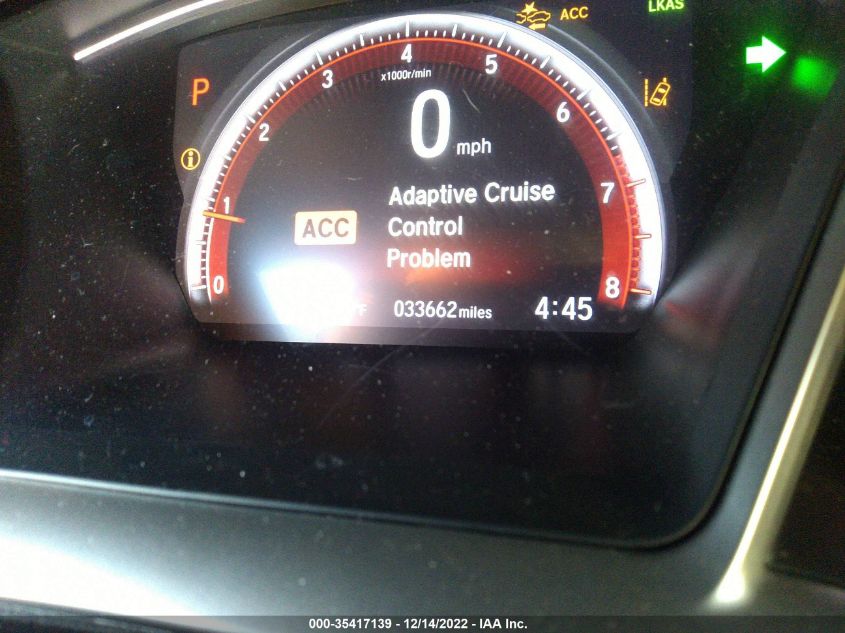 LKAS
ACC
4
x1000r/min
3
5
P
0 mph
2
6
Adaptive Cruise
7
1
ACC
Control
Problem
0
8
033662 miles
4:45
000-35417139 - 12/14/2022 - IAA Inc.